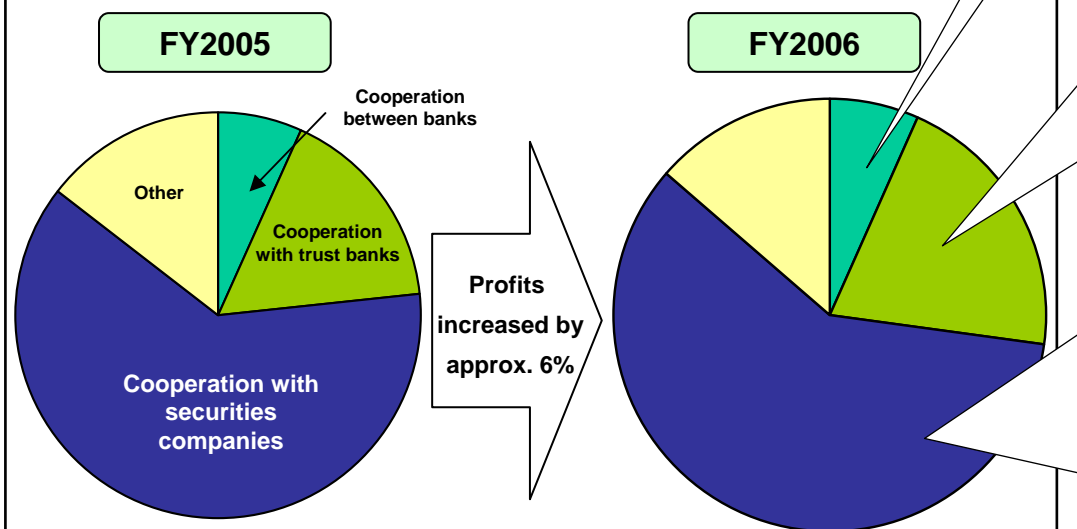 FY2005
FY2006
Cooperation
between banks
Other
Cooperation
with trust banks
Cooperation with
securities
companies
Profits
increased by
approx. 6%